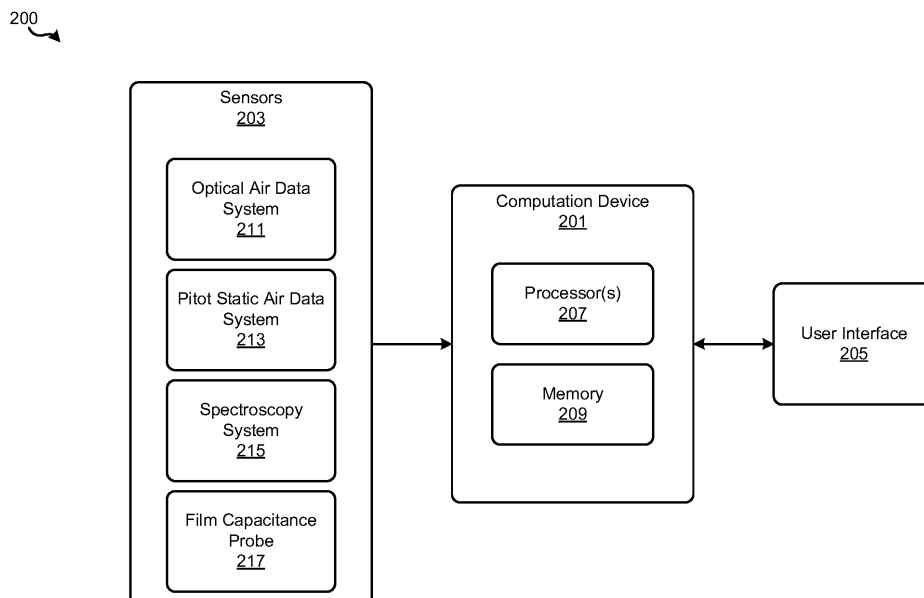 200
Sensors
203
Optical Air Data
System
211
Pitot Static Air Data
System
213
Spectroscopy
System
215
Film Capacitance
Probe
217
Computation Device
201
Processor(s)
207
Memory
209
User Interface
205